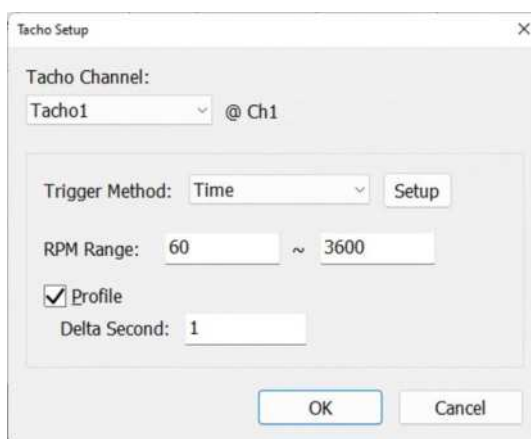 Tacho Setup
Tacho Channel:
Tacho1 @ Ch1
Trigger Method: Time Setup
RPM Range: 60 ~ 3600
Profile
Delta Second: 1
OK Cancel